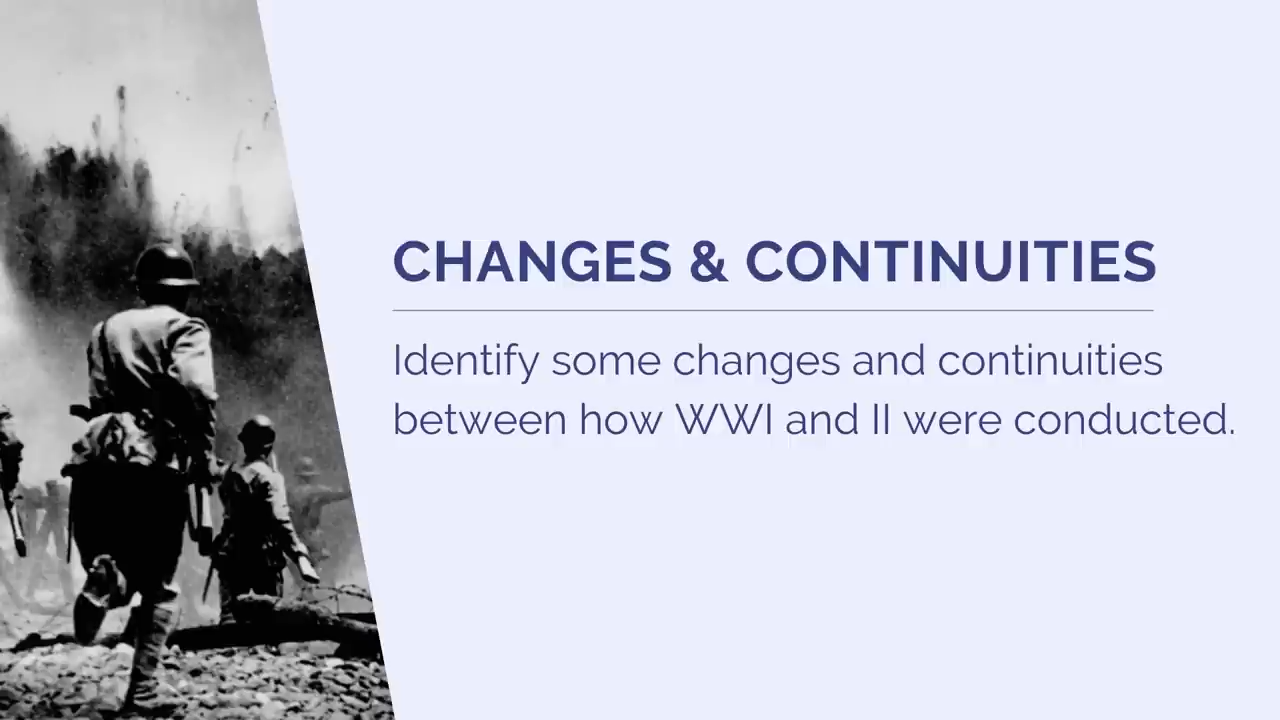 CHANGES & CONTINUITIES
Identify some changes and continuities
between how WWI and II were conducted.